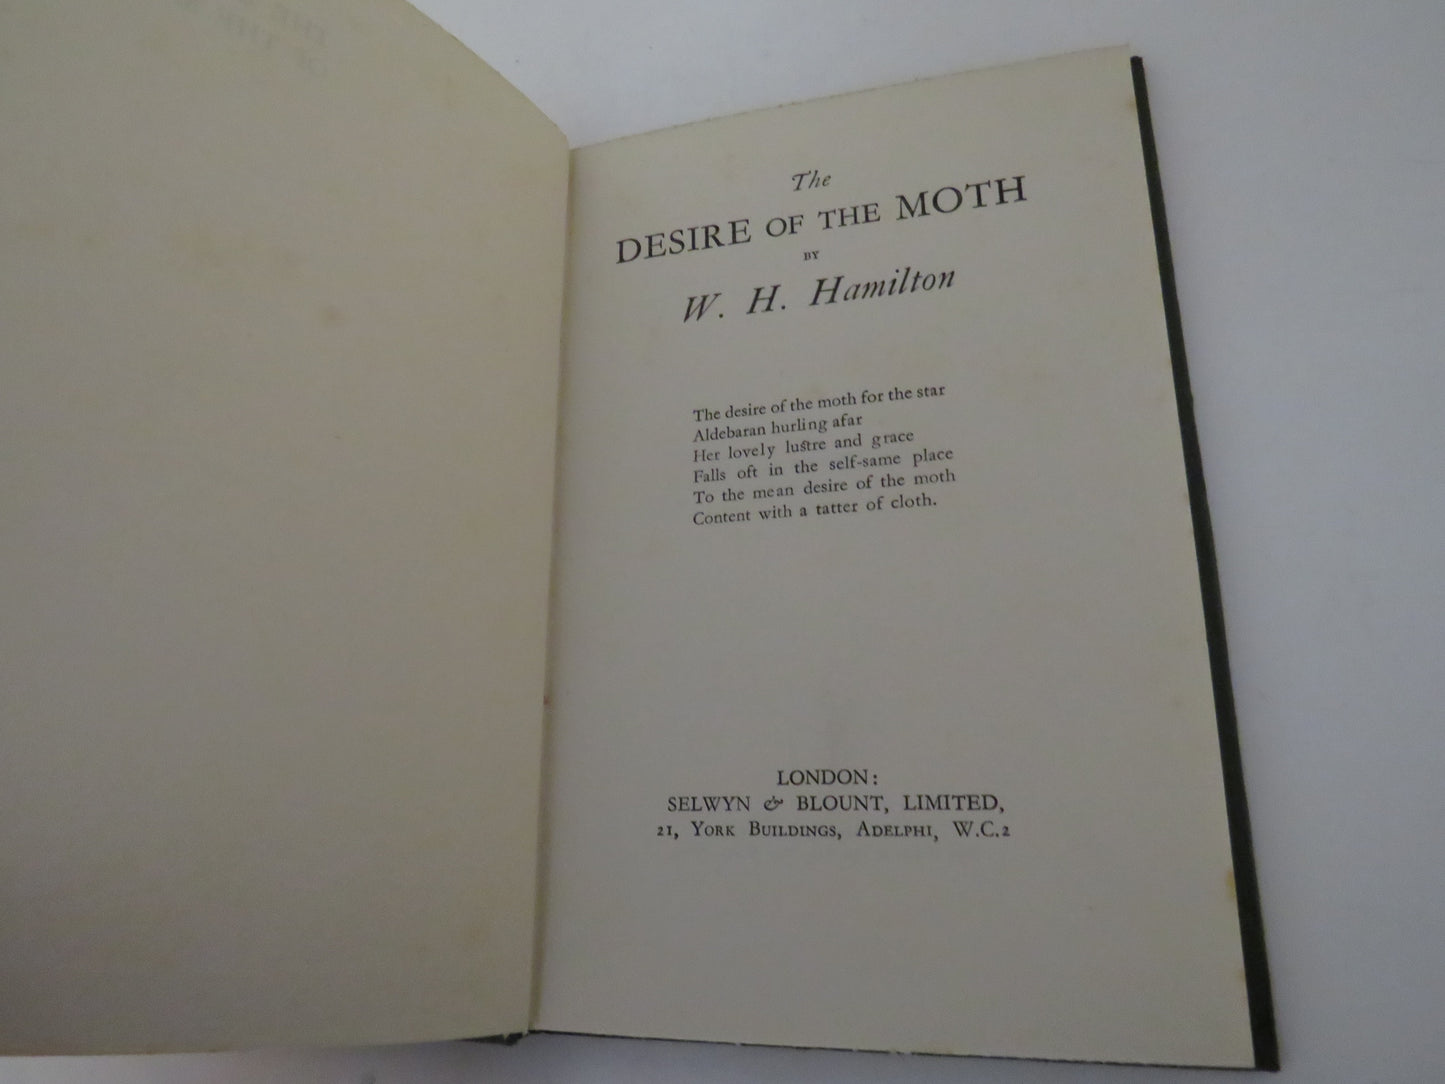 The
DESIRE OF THE MOTH
BY
W. H. Hamilton
The desire of the moth for the star
Aldebaran hurling afar
Her lovely lustre and grace
Falls oft in the self-same place
To the mean desire of the moth
Content with a tatter of cloth.
LONDON:
SELWYN & BLOUNT, LIMITED,
21, YORK BUILDINGS, ADELPHI, W.C.2